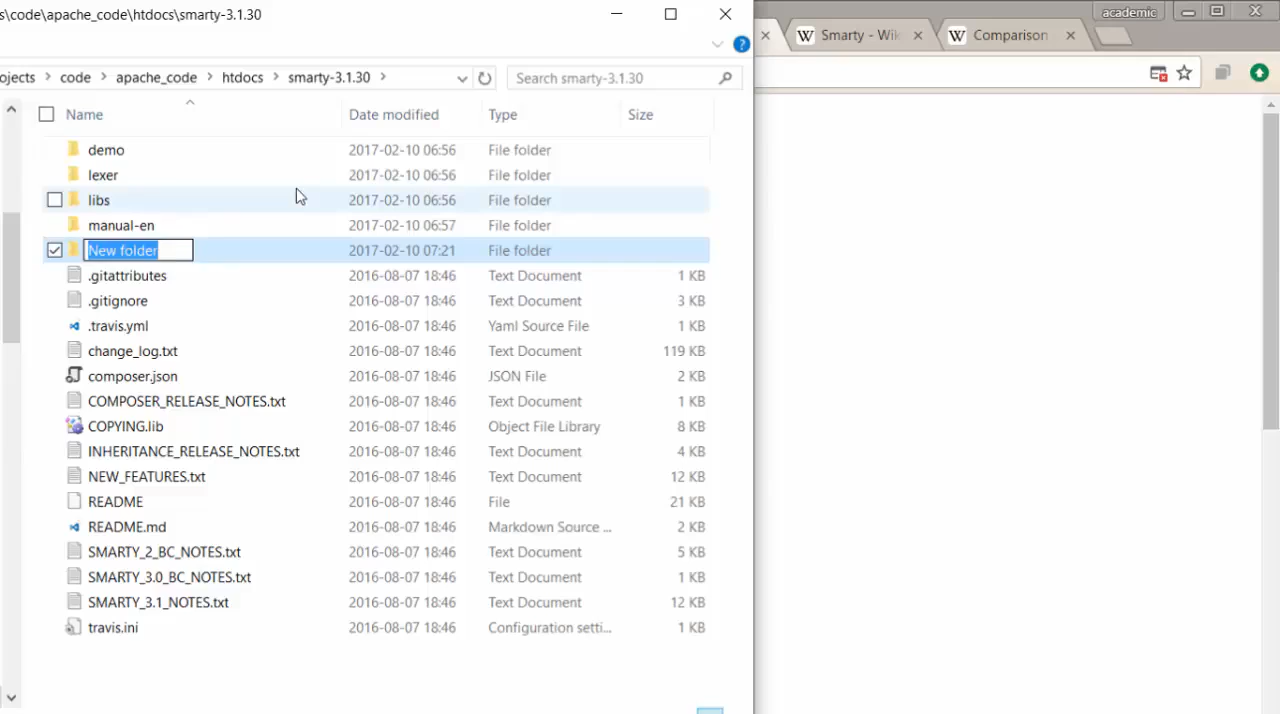 s\code\apache_code\htdocs\smarty-3.1.30
academic
Smarty - Wik
Comparison
ojects > code > apache_code > htdocs > smarty-3.1.30 >
Search smarty-3.1.30
Name Date modified Type Size
demo 2017-02-10 06:56 File folder
lexer 2017-02-10 06:56 File folder
libs 2017-02-10 06:56 File folder
manual-en 2017-02-10 06:57 File folder
New folder 2017-02-10 07:21 File folder
.gitattributes 2016-08-07 18:46 Text Document 1 KB
.gitignore 2016-08-07 18:46 Text Document 3 KB
.travis.yml 2016-08-07 18:46 Yaml Source File 1 KB
change_log.txt 2016-08-07 18:46 Text Document 119 KB
composer.json 2016-08-07 18:46 JSON File 2 KB
COMPOSER_RELEASE_NOTES.txt 2016-08-07 18:46 Text Document 1 KB
COPYING.lib 2016-08-07 18:46 Object File Library 8 KB
INHERITANCE_RELEASE_NOTES.txt 2016-08-07 18:46 Text Document 4 KB
NEW_FEATURES.txt 2016-08-07 18:46 Text Document 12 KB
README 2016-08-07 18:46 File 21 KB
README.md 2016-08-07 18:46 Markdown Source ... 2 KB
SMARTY_2_BC_NOTES.txt 2016-08-07 18:46 Text Document 5 KB
SMARTY_3.0_BC_NOTES.txt 2016-08-07 18:46 Text Document 1 KB
SMARTY_3.1_NOTES.txt 2016-08-07 18:46 Text Document 12 KB
travis.ini 2016-08-07 18:46 Configuration setti... 1 KB